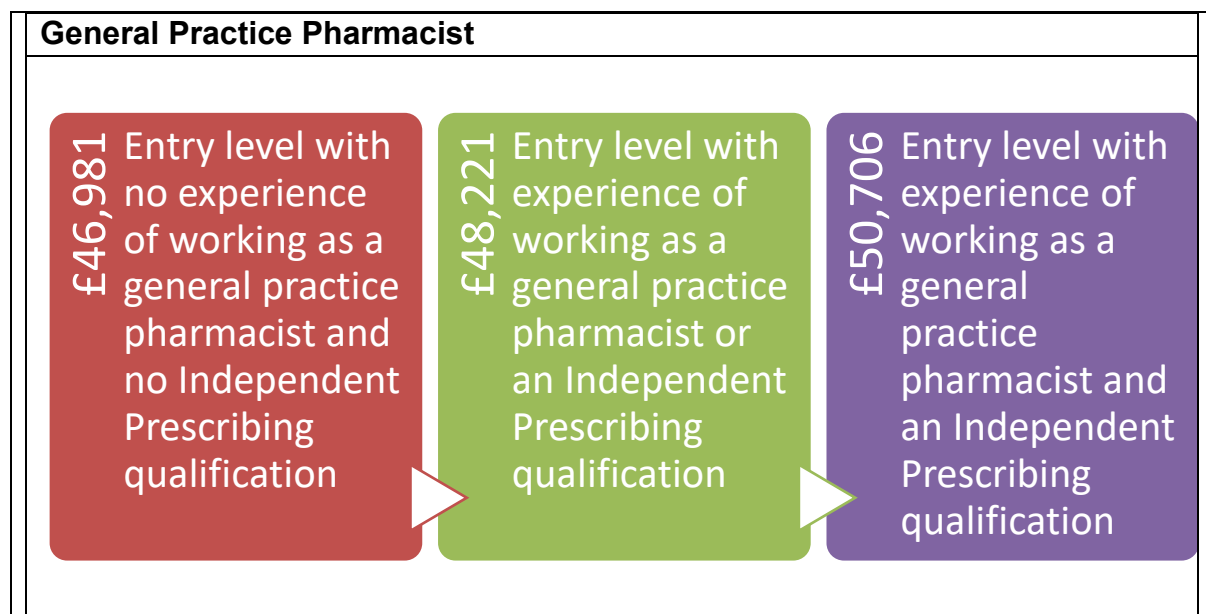 General Practice Pharmacist
£46,981
Entry level with
no experience
of working as a
general practice
pharmacist and
no Independent
Prescribing
qualification
£48,221
Entry level with
experience of
working as a
general practice
pharmacist or
an Independent
Prescribing
qualification
£50,706
Entry level with
experience of
working as a
general
practice
pharmacist and
an Independent
Prescribing
qualification